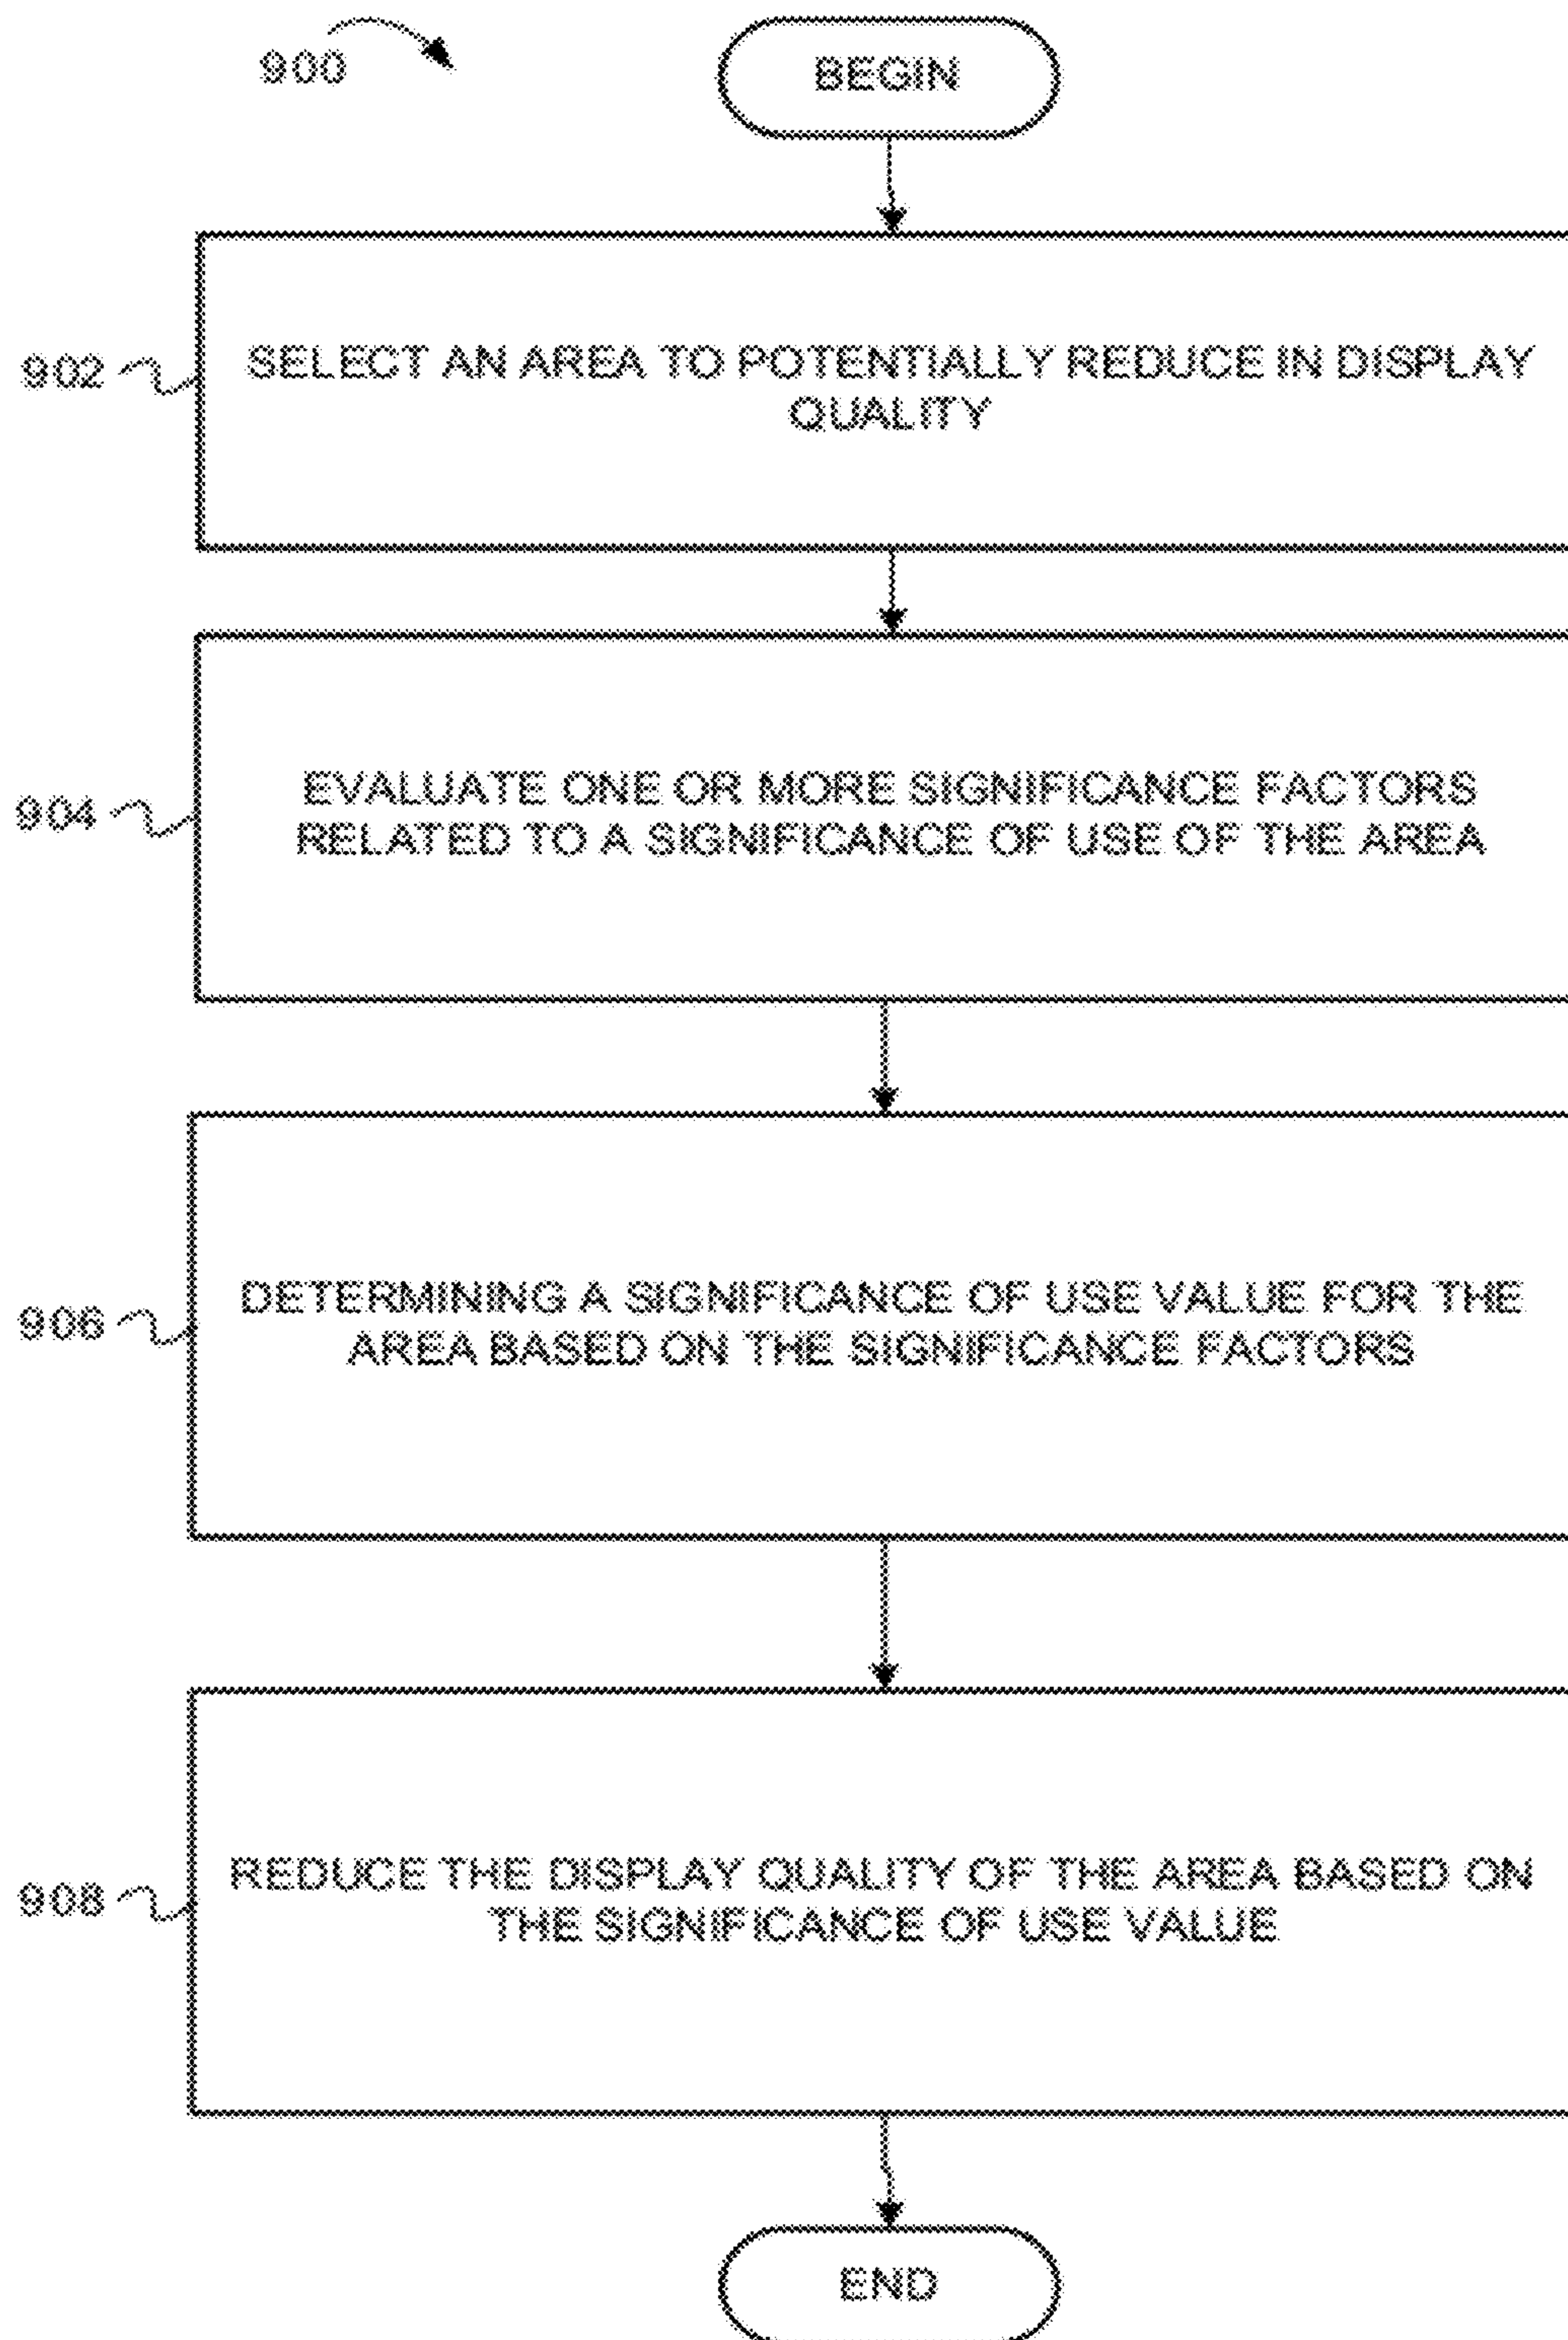 900
BEGIN
902
SELECT AN AREA TO POTENTIALLY REDUCE IN DISPLAY
QUALITY
904
EVALUATE ONE OR MORE SIGNIFICANCE FACTORS
RELATED TO A SIGNIFICANCE OF USE OF THE AREA
906
DETERMINING A SIGNIFICANCE OF USE VALUE FOR THE
AREA BASED ON THE SIGNIFICANCE FACTORS
908
REDUCE THE DISPLAY QUALITY OF THE AREA BASED ON
THE SIGNIFICANCE OF USE VALUE
END